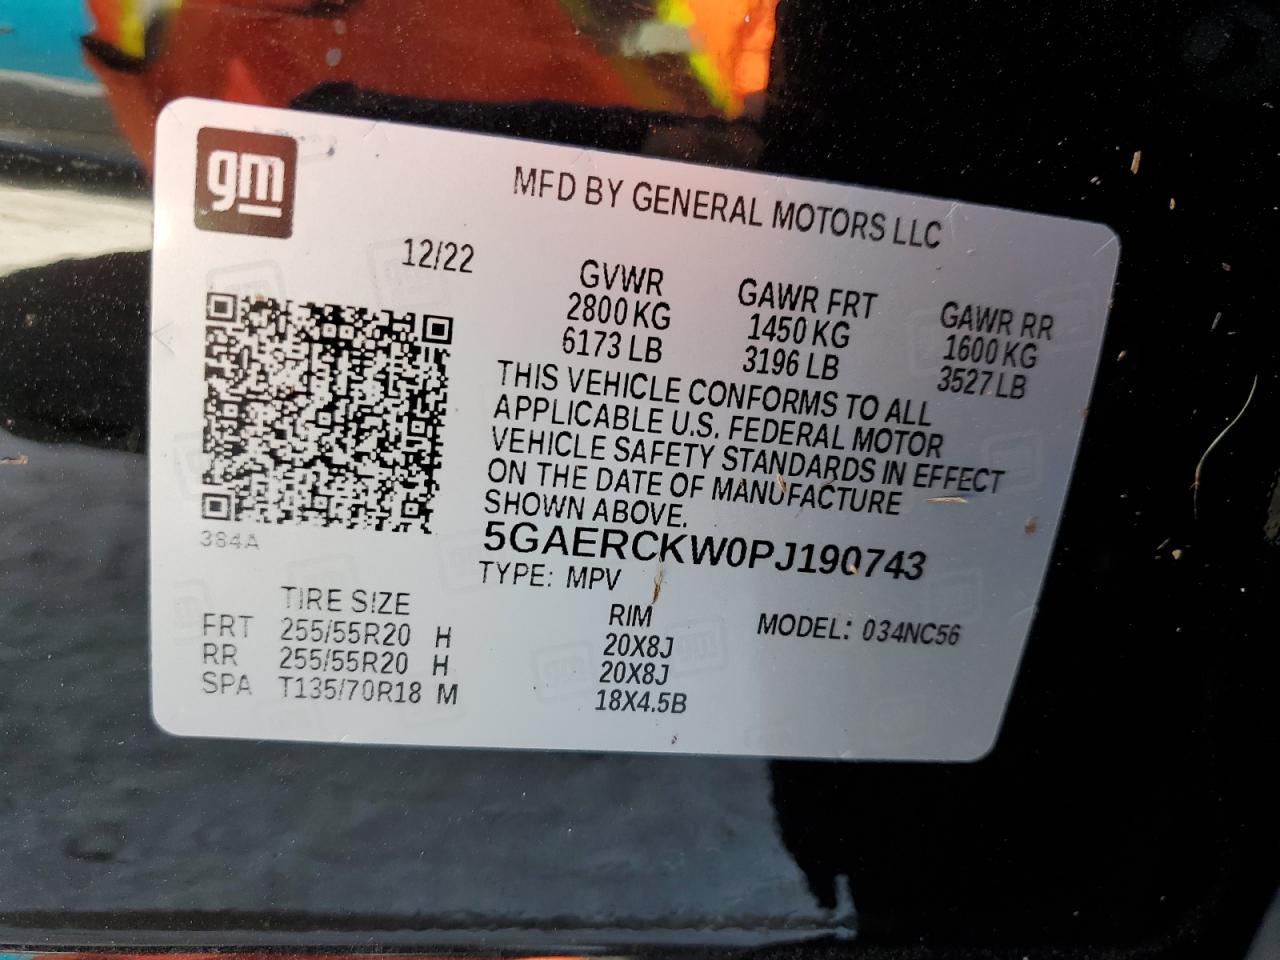 gm
MFD BY GENERAL MOTORS LLC
12/22
GVWR
2800 KG
6173 LB
GAWR FRT
1450 KG
3196 LB
GAWR RR
1600 KG
3527 LB
THIS VEHICLE CONFORMS TO ALL
APPLICABLE U.S. FEDERAL MOTOR
VEHICLE SAFETY STANDARDS IN EFFECT
ON THE DATE OF MANUFACTURE
SHOWN ABOVE.
384A
5GAERCKW0PJ190743
TYPE: MPV
MODEL: 034NC56
TIRE SIZE RIM
FRT 255/55R20 H 20X8J
RR 255/55R20 H 20X8J
SPA T135/70R18 M 18X4.5B